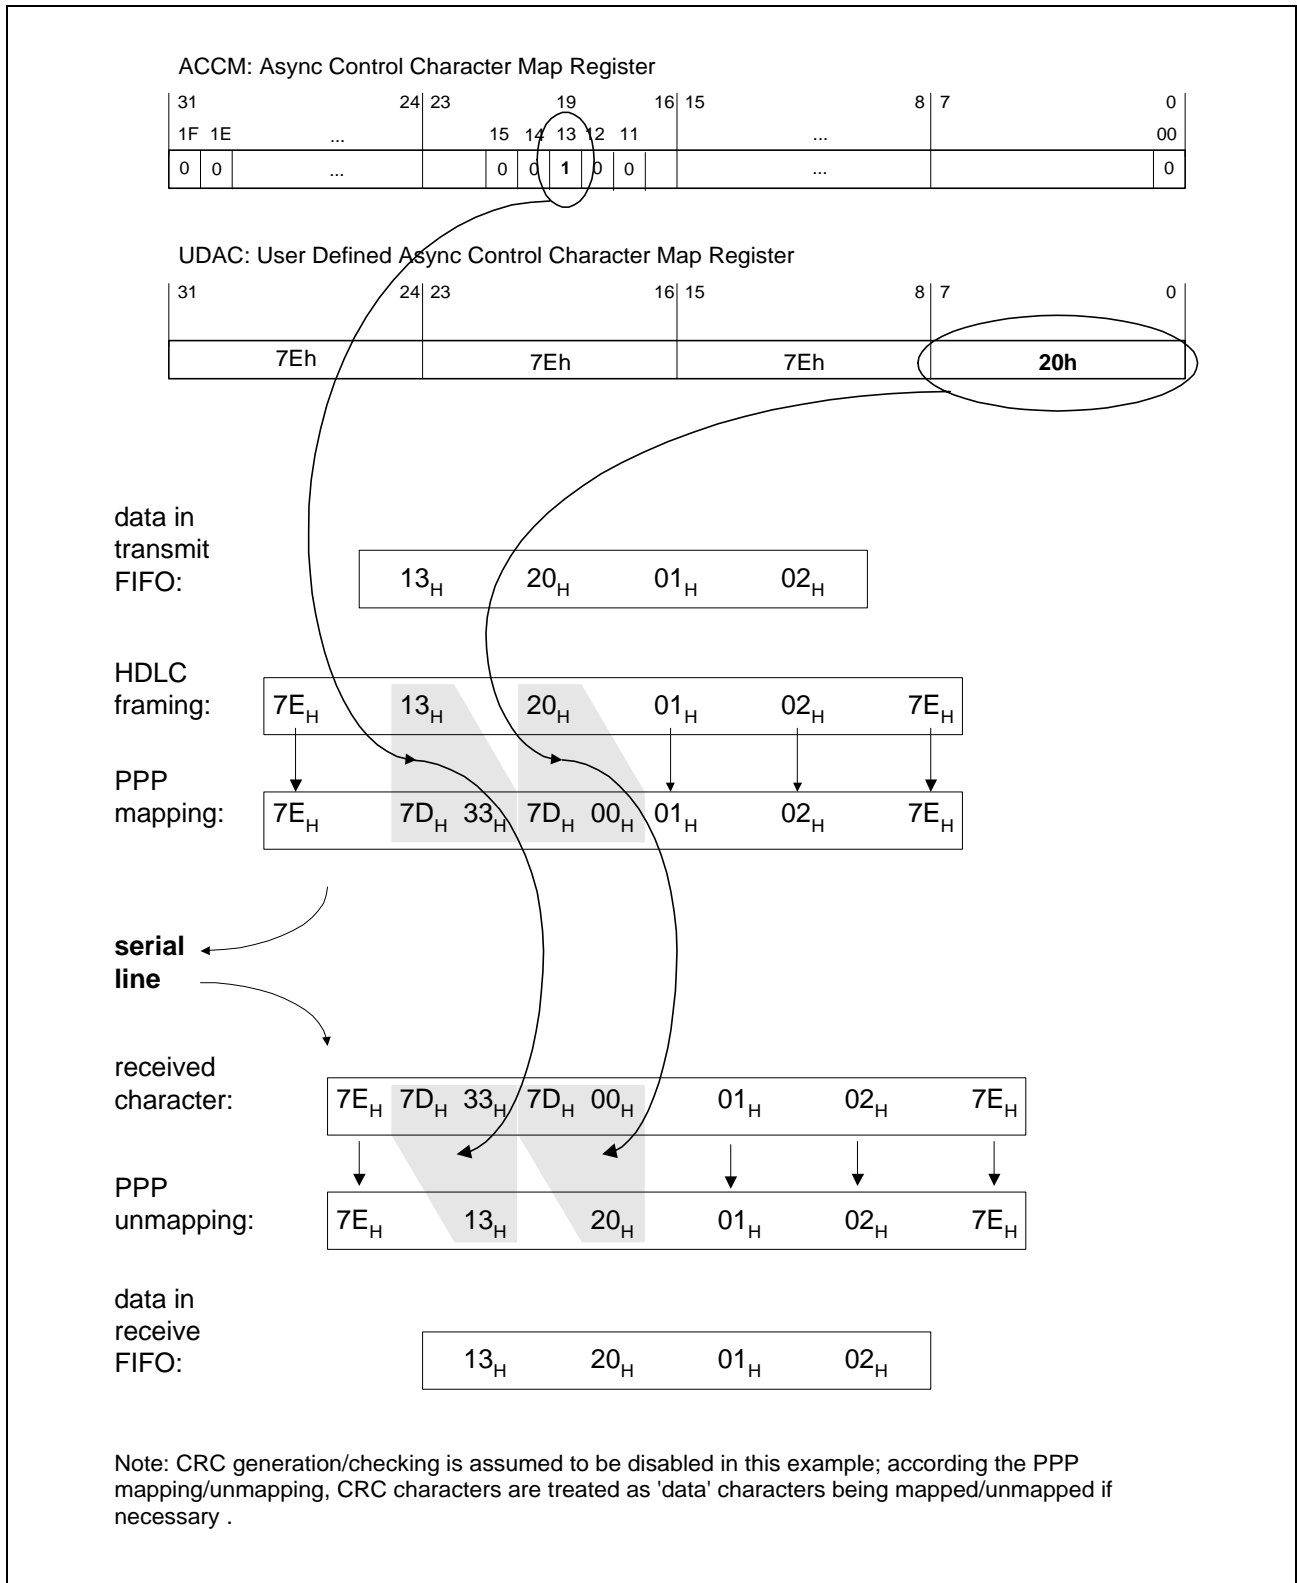 ACCM: Async Control Character Map Register
31 24 23 19 16 15 8 7 0
1F 1E ... 15 14 13 12 11 ... 00
0 0 ... 0 0 1 0 0 ... 0
UDAC: User Defined Async Control Character Map Register
31 24 23 16 15 8 7 0
7Eh 7Eh 7Eh 20h
data in
transmit
FIFO:
13H 20H 01H 02H
HDLC
framing:
7EH 13H 20H 01H 02H 7EH
PPP
mapping:
7EH 7DH 33H 7DH 00H 01H 02H 7EH
serial
line
received
character:
7EH 7DH 33H 7DH 00H 01H 02H 7EH
PPP
unmapping:
7EH 13H 20H 01H 02H 7EH
data in
receive
FIFO:
13H 20H 01H 02H
Note: CRC generation/checking is assumed to be disabled in this example; according the PPP
mapping/unmapping, CRC characters are treated as 'data' characters being mapped/unmapped if
necessary .